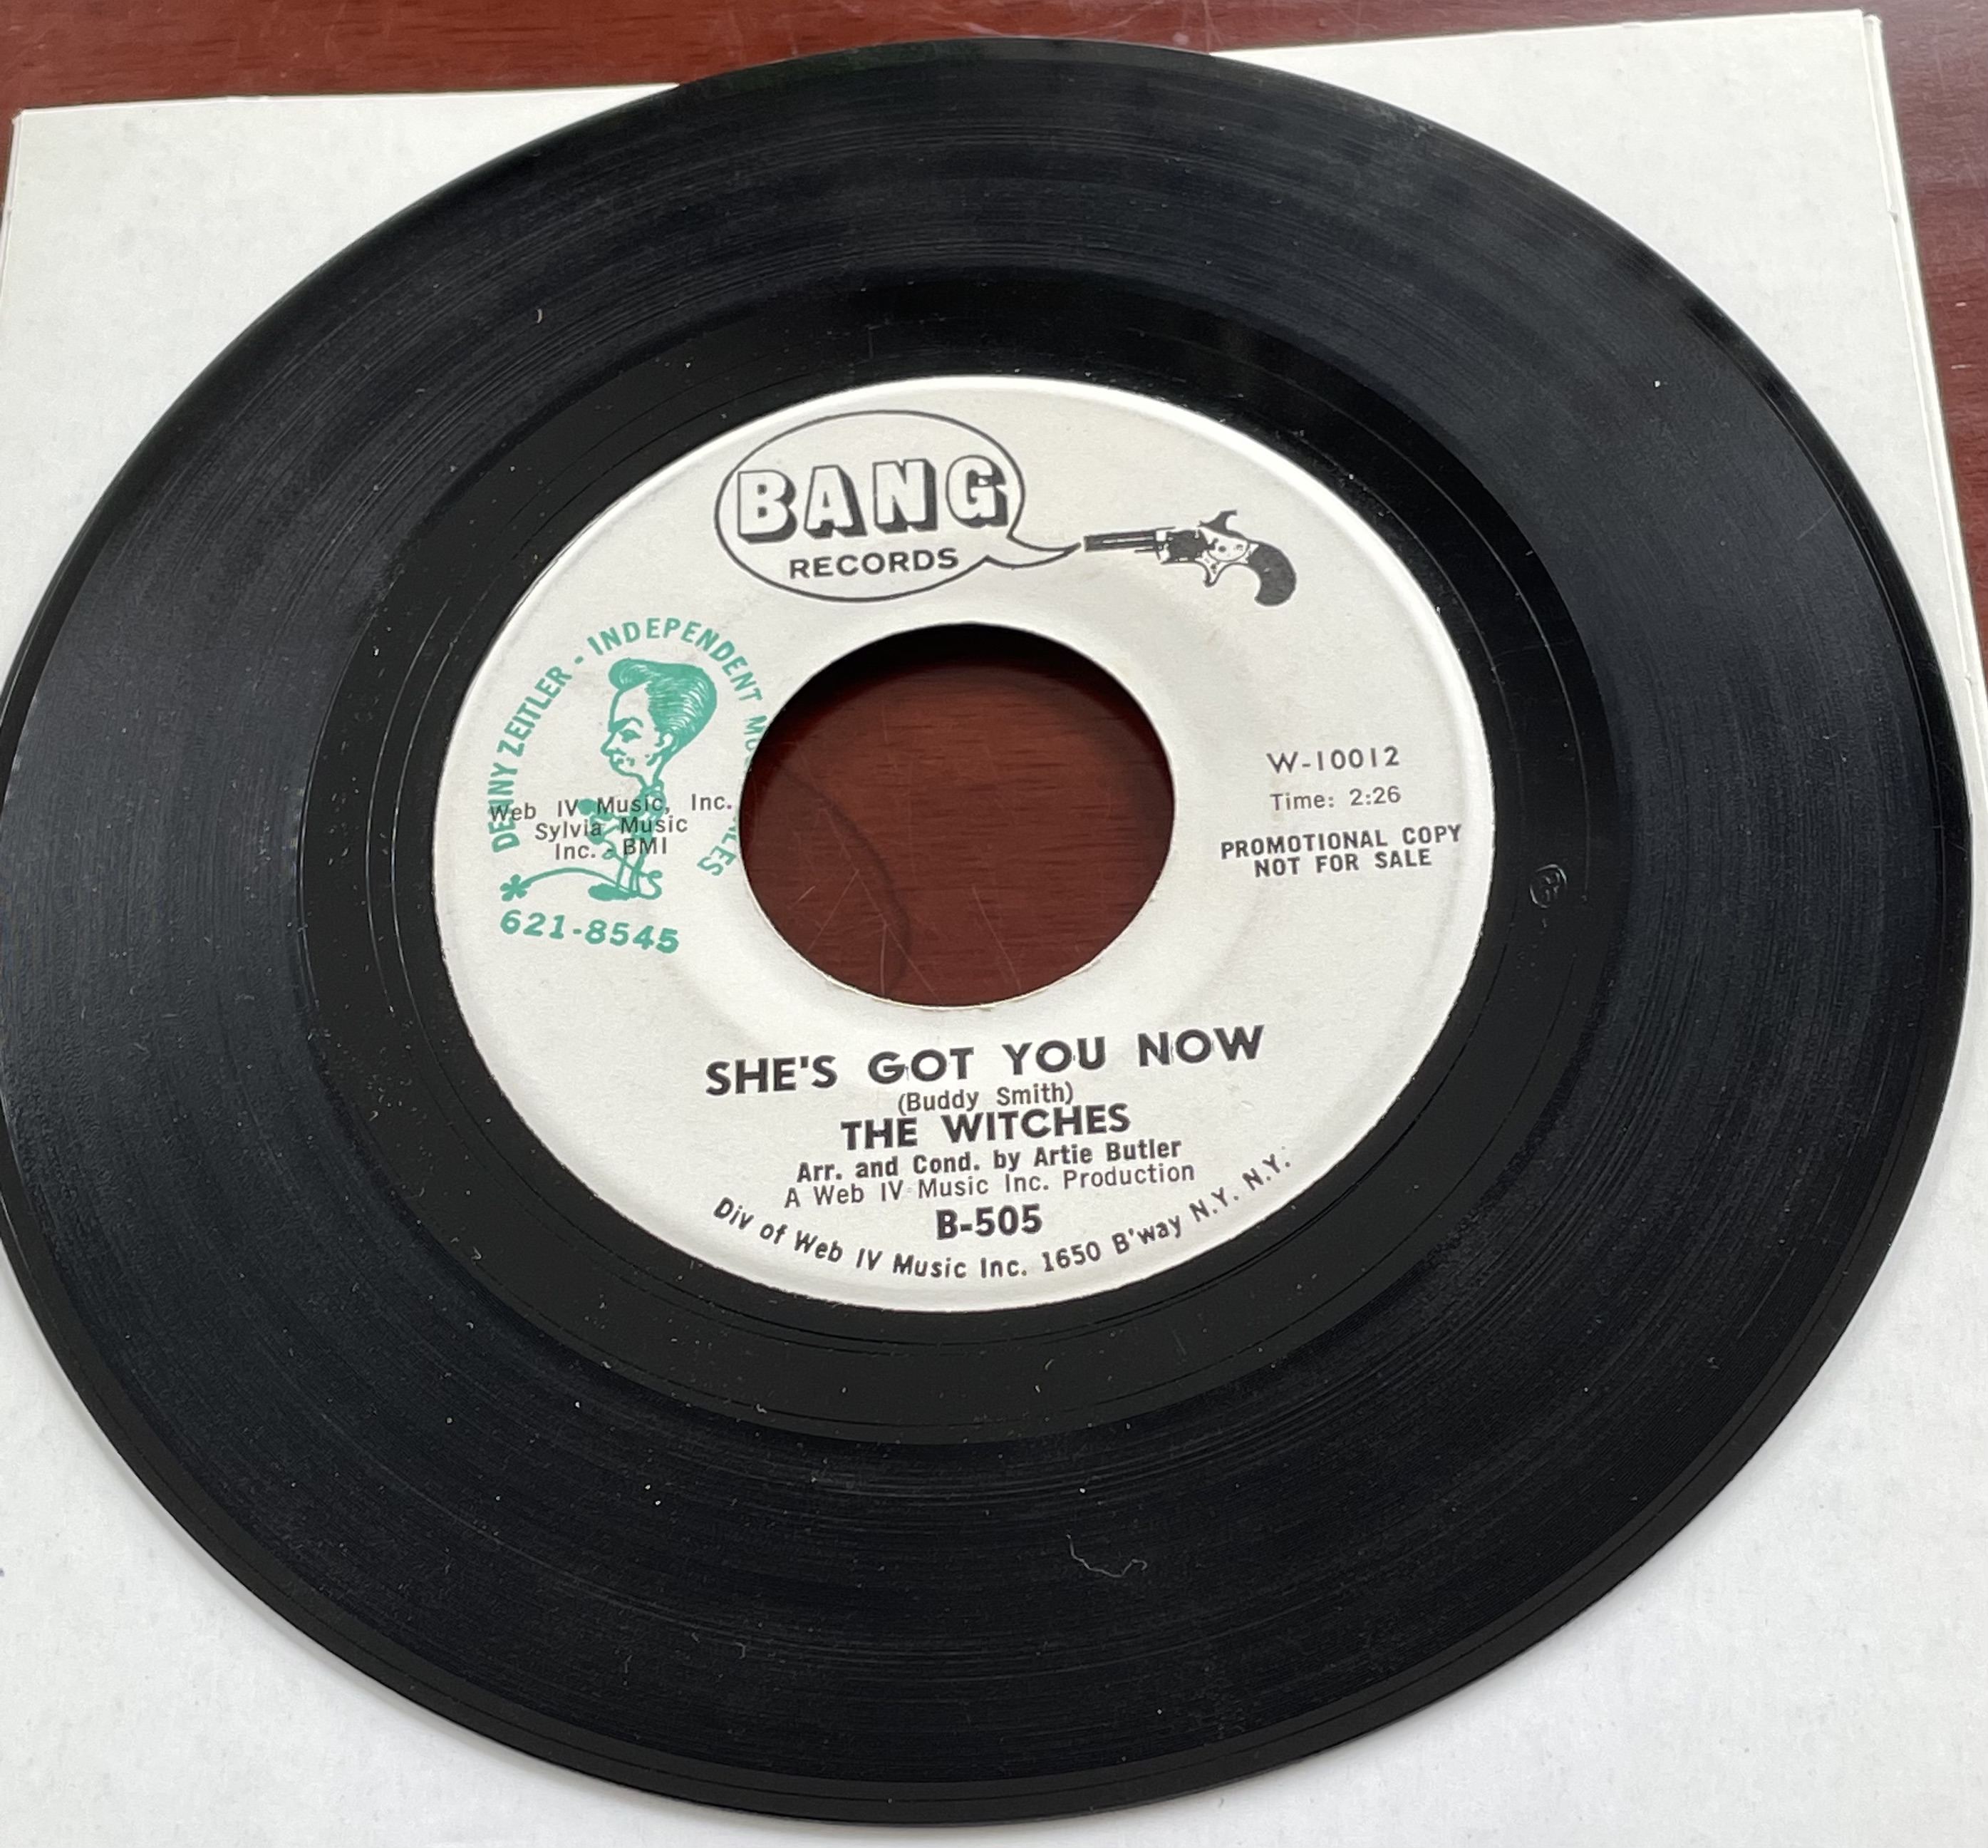 BANG
RECORDS
DENNY ZEITLER - INDEPENDENT
Web IV Music, Inc.
Sylvia Music
Inc. - BMI
621-8545
W-10012
Time: 2:26
PROMOTIONAL COPY
NOT FOR SALE
SHE'S GOT YOU NOW
(Buddy Smith)
THE WITCHES
Arr. and Cond. by Artie Butler
A Web IV Music Inc. Production
B-505
Div of Web IV Music Inc. 1650 B'way N.Y. N.Y.